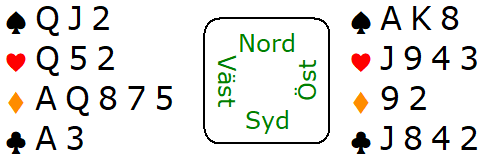 ♠ Q J 2
♥ Q 5 2
♦ A Q 8 7 5
♣ A 3
Nord
Väst
Öst
Syd
♠ A K 8
♥ J 9 4 3
♦ 9 2
♣ J 8 4 2